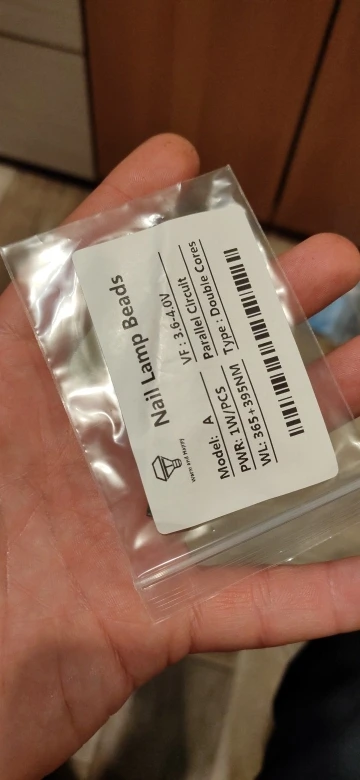 Nail Lamp Beads
Model: A
VF: 3.6-4.0V
PWR: 1W/PCS
Parallel Circuit
WL: 365+395NM
Type: Double Cores